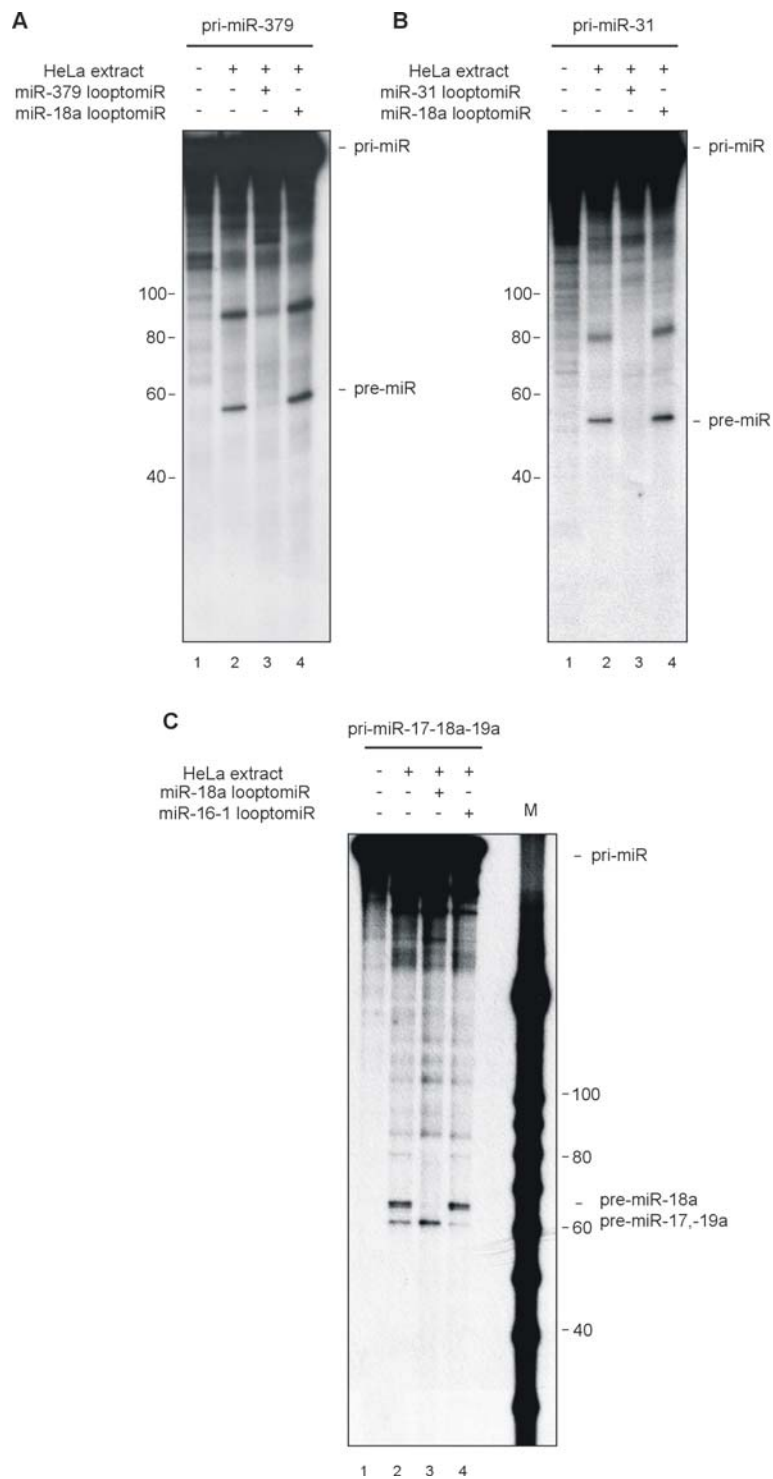 A
pri-miR-379
HeLa extract - + + +
miR-379 looptomiR - - + -
miR-18a looptomiR - - - +
- pri-miR
100-
80-
60-
- pre-miR
40-
1 2 3 4
B
pri-miR-31
HeLa extract - + + +
miR-31 looptomiR - - + -
miR-18a looptomiR - - - +
- pri-miR
100-
80-
60-
- pre-miR
40-
1 2 3 4
C
pri-miR-17-18a-19a
HeLa extract - + + +
miR-18a looptomiR - - + -
miR-16-1 looptomiR - - - +
M
- pri-miR
- 100
- 80
- pre-miR-18a
- 60 pre-miR-17,-19a
- 40
1 2 3 4